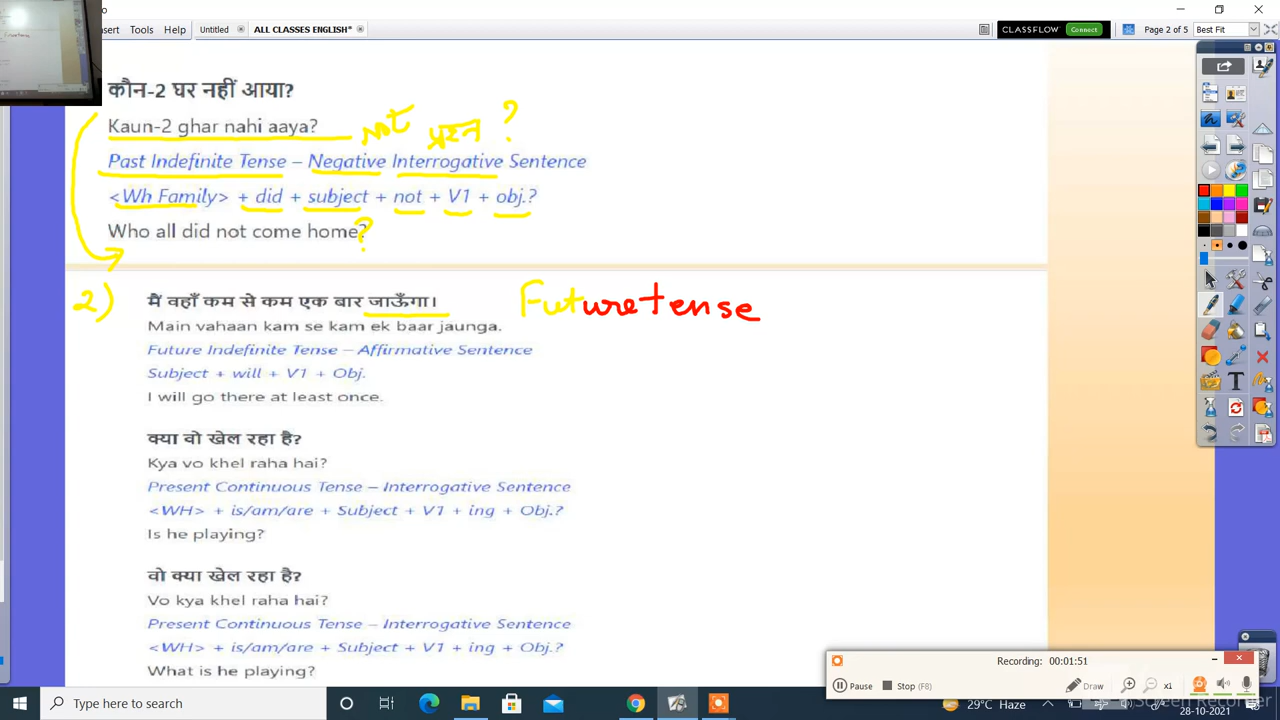 nsert Tools Help Untitled ALL CLASSES ENGLISH* CLASSFLOW Connect Page 2 of 5 Best Fit
कौन-2 घर नहीं आया?
Kaun-2 ghar nahi aaya? not प्रश्न ?
Past Indefinite Tense – Negative Interrogative Sentence
<Wh Family> + did + subject + not + V1 + obj.?
Who all did not come home?
2) मैं वहाँ कम से कम एक बार जाऊँगा। Future tense
Main vahaan kam se kam ek baar jaunga.
Future Indefinite Tense – Affirmative Sentence
Subject + will + V1 + Obj.
I will go there at least once.
क्या वो खेल रहा है?
Kya vo khel raha hai?
Present Continuous Tense – Interrogative Sentence
<WH> + is/am/are + Subject + V1 + ing + Obj.?
Is he playing?
वो क्या खेल रहा है?
Vo kya khel raha hai?
Present Continuous Tense – Interrogative Sentence
<WH> + is/am/are + Subject + V1 + ing + Obj.?
What is he playing?
Recording: 00:01:51
Pause Stop (F8) Draw x1
Type here to search
29°C Haze
28-10-2021